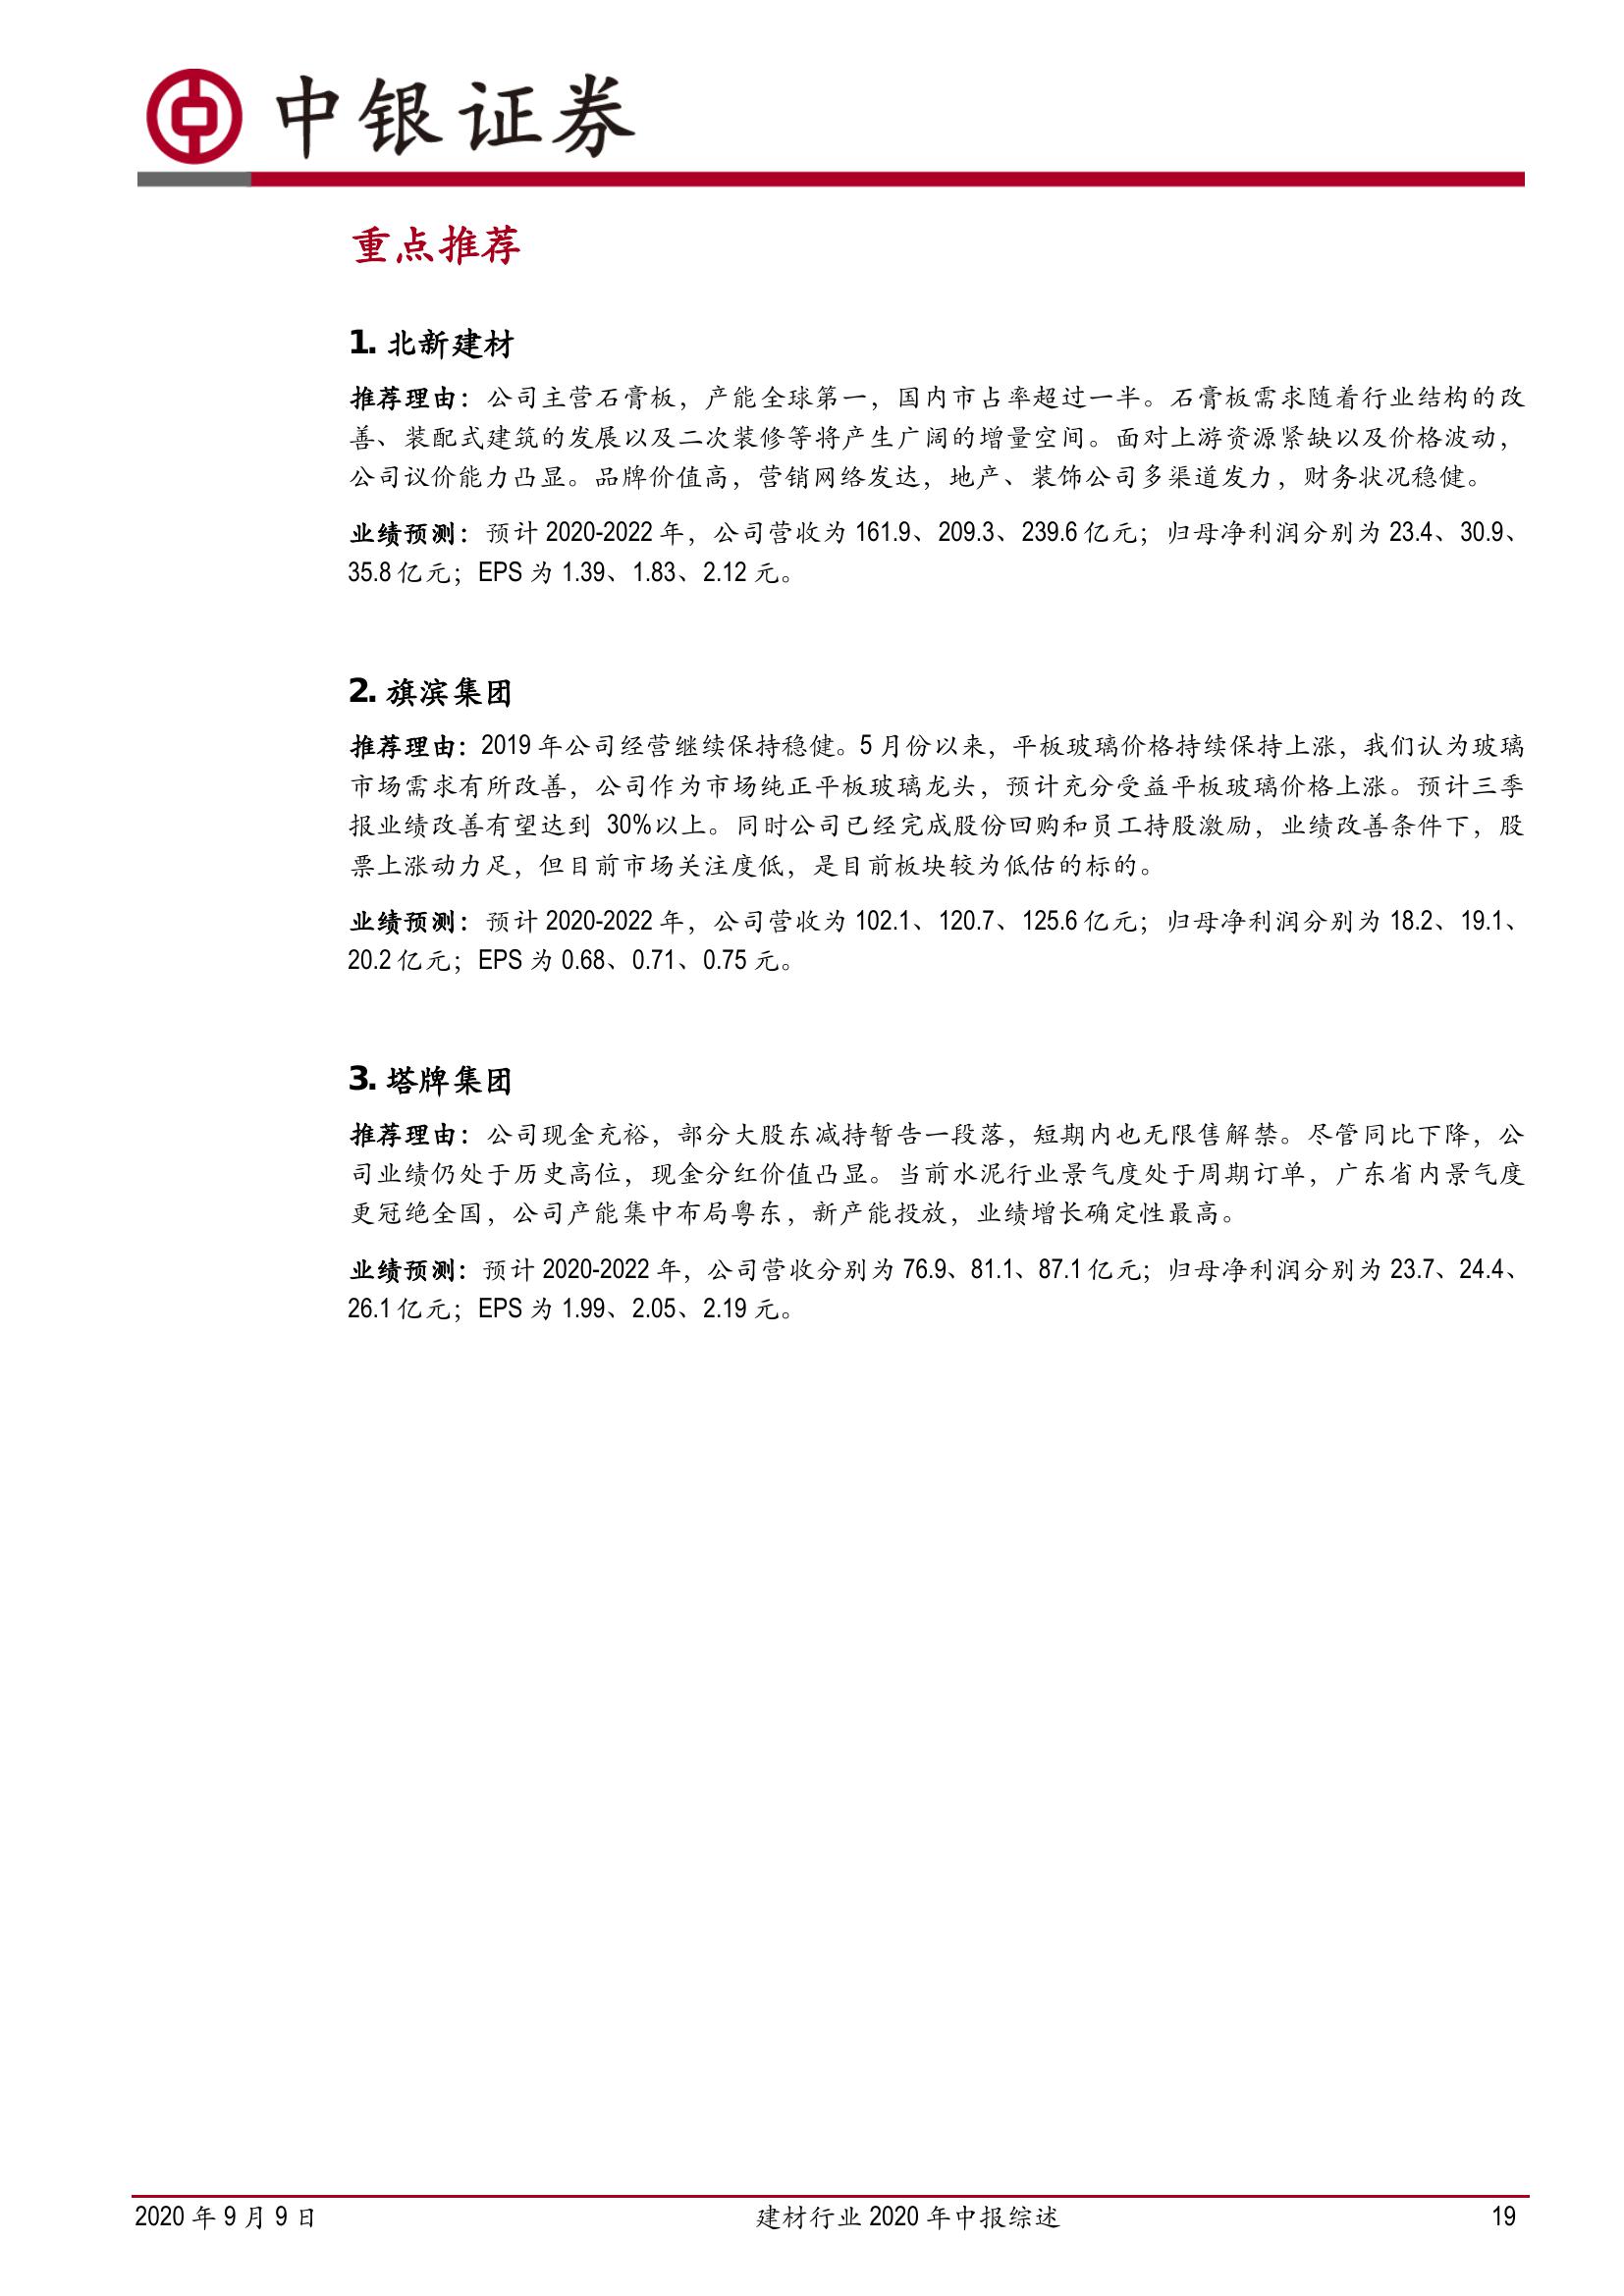 中银证券
重点推荐
1. 北新建材
推荐理由：公司主营石膏板，产能全球第一，国内市占率超过一半。石膏板需求随着行业结构的改
善、装配式建筑的发展以及二次装修等将产生广阔的增量空间。面对上游资源紧缺以及价格波动，
公司议价能力凸显。品牌价值高，营销网络发达，地产、装饰公司多渠道发力，财务状况稳健。
业绩预测：预计 2020-2022 年，公司营收为 161.9、209.3、239.6 亿元；归母净利润分别为 23.4、30.9、
35.8 亿元；EPS 为 1.39、1.83、2.12 元。
2. 旗滨集团
推荐理由：2019 年公司经营继续保持稳健。5 月份以来，平板玻璃价格持续保持上涨，我们认为玻璃
市场需求有所改善，公司作为市场纯正平板玻璃龙头，预计充分受益平板玻璃价格上涨。预计三季
报业绩改善有望达到 30%以上。同时公司已经完成股份回购和员工持股激励，业绩改善条件下，股
票上涨动力足，但目前市场关注度低，是目前板块较为低估的标的。
业绩预测：预计 2020-2022 年，公司营收为 102.1、120.7、125.6 亿元；归母净利润分别为 18.2、19.1、
20.2 亿元；EPS 为 0.68、0.71、0.75 元。
3. 塔牌集团
推荐理由：公司现金充裕，部分大股东减持暂告一段落，短期内也无限售解禁。尽管同比下降，公
司业绩仍处于历史高位，现金分红价值凸显。当前水泥行业景气度处于周期订单，广东省内景气度
更冠绝全国，公司产能集中布局粤东，新产能投放，业绩增长确定性最高。
业绩预测：预计 2020-2022 年，公司营收分别为 76.9、81.1、87.1 亿元；归母净利润分别为 23.7、24.4、
26.1 亿元；EPS 为 1.99、2.05、2.19 元。
2020 年 9 月 9 日 建材行业 2020 年中报综述 19